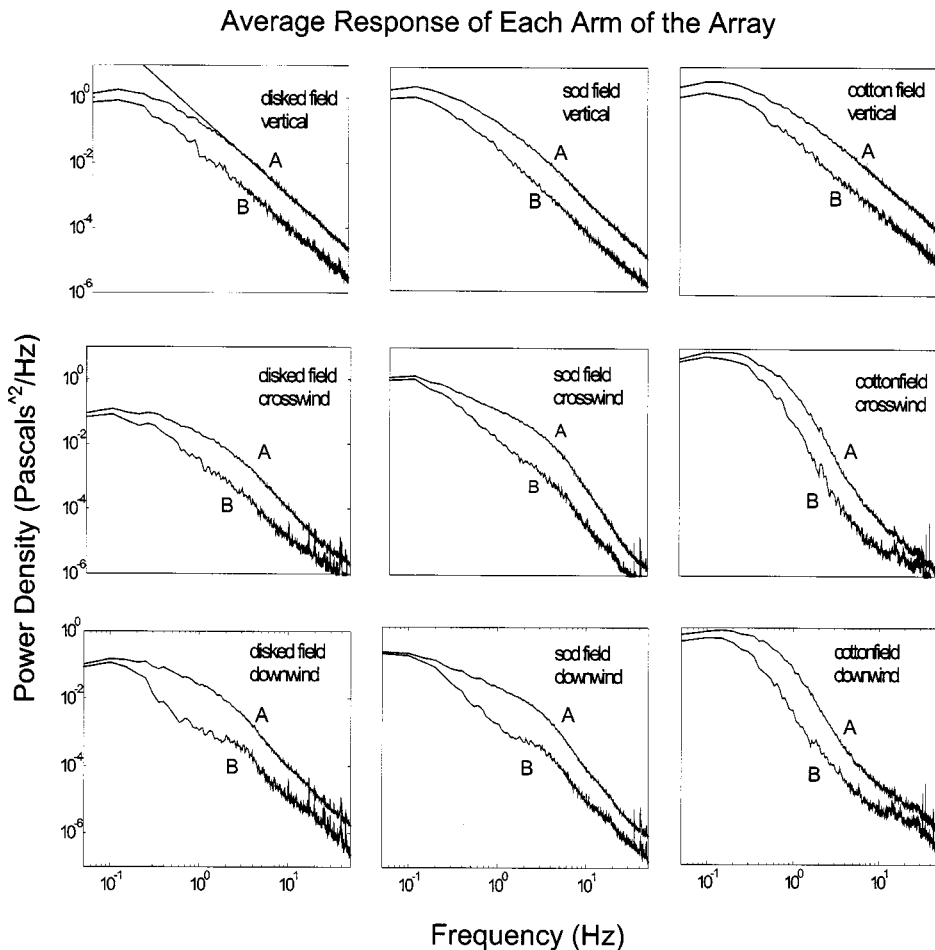 Average Response of Each Arm of the Array
Power Density (Pascals^2/Hz)
10^0
10^-2
10^-4
10^-6
disked field
vertical
A
B
sod field
vertical
A
B
cotton field
vertical
A
B
10^0
10^-2
10^-4
10^-6
disked field
crosswind
A
B
sod field
crosswind
A
B
cottonfield
crosswind
A
B
10^0
10^-2
10^-4
10^-6
disked field
downwind
A
B
sod field
downwind
A
B
cottonfield
downwind
A
B
10^-1 10^0 10^1
10^-1 10^0 10^1
10^-1 10^0 10^1
Frequency (Hz)